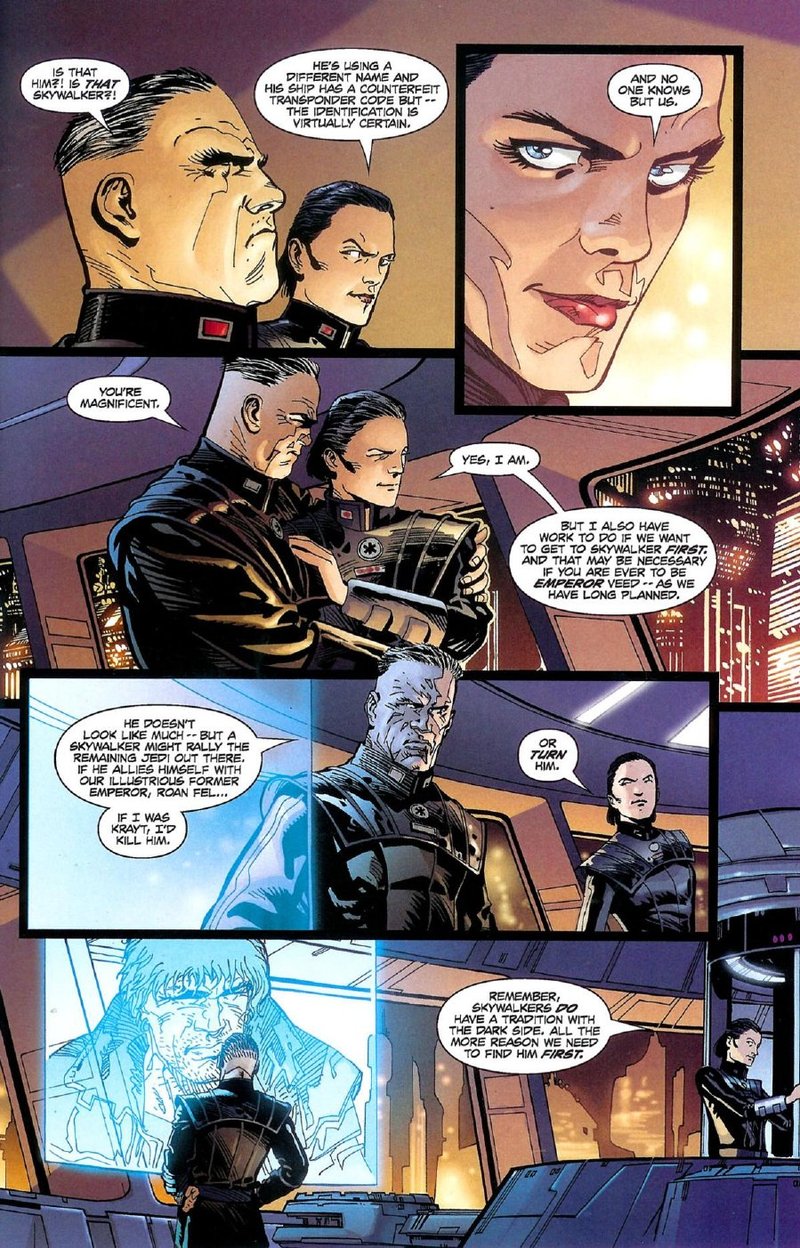 IS THAT
HIM?! IS THAT
SKYWALKER?!
HE'S USING A
DIFFERENT NAME AND
HIS SHIP HAS A COUNTERFEIT
TRANSPONDER CODE BUT --
THE IDENTIFICATION IS
VIRTUALLY CERTAIN.
AND NO
ONE KNOWS
BUT US.
YOU'RE
MAGNIFICENT.
YES, I AM.
BUT I ALSO HAVE
WORK TO DO IF WE WANT
TO GET TO SKYWALKER FIRST.
AND THAT MAY BE NECESSARY
IF YOU ARE EVER TO BE
EMPEROR VEED -- AS WE
HAVE LONG PLANNED.
HE DOESN'T
LOOK LIKE MUCH -- BUT A
SKYWALKER MIGHT RALLY THE
REMAINING JEDI OUT THERE.
IF HE ALLIES HIMSELF WITH
OUR ILLUSTRIOUS FORMER
EMPEROR, ROAN FEL...
IF I WAS
KRAYT, I'D
KILL HIM.
OR
TURN
HIM.
REMEMBER,
SKYWALKERS DO
HAVE A TRADITION WITH
THE DARK SIDE. ALL THE
MORE REASON WE NEED
TO FIND HIM FIRST.